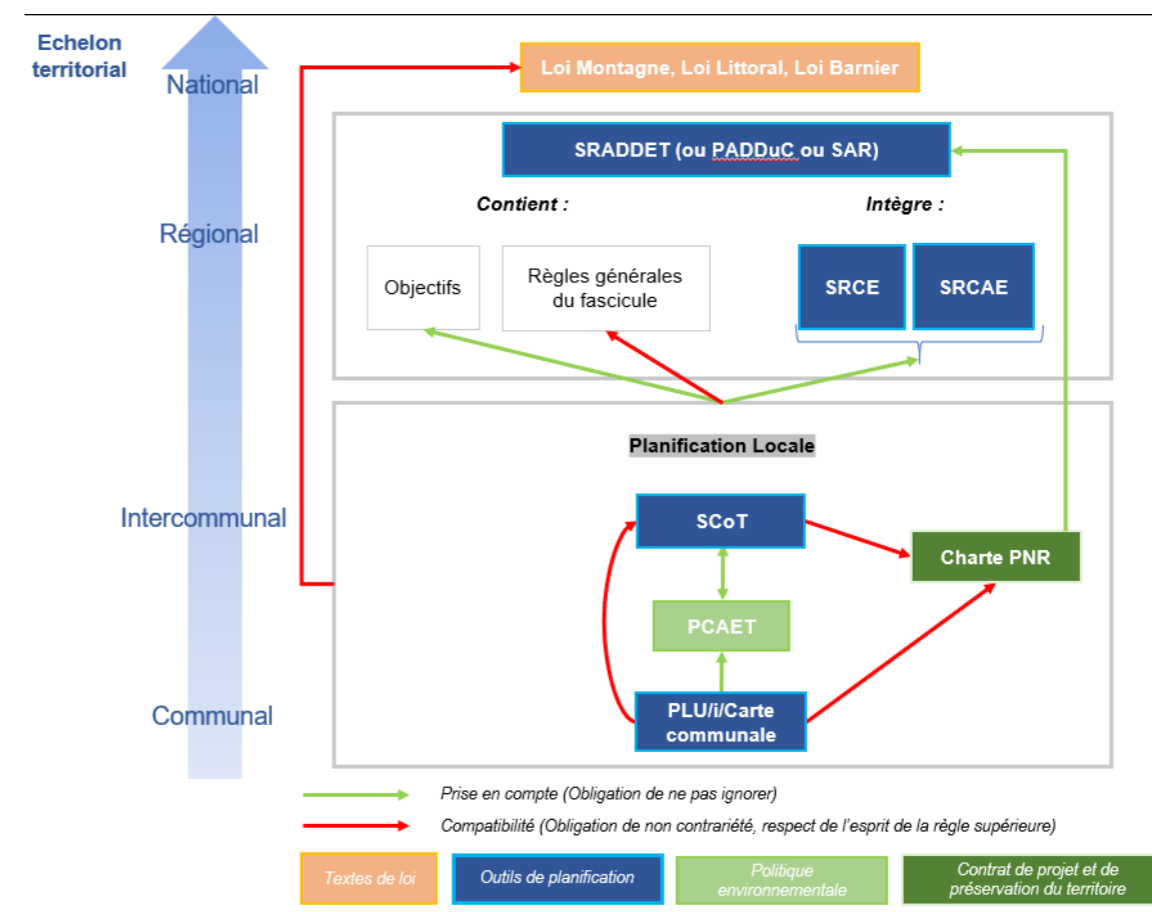 Echelon
territorial
National
Loi Montagne, Loi Littoral, Loi Barnier
SRADDET (ou PADDuC ou SAR)
Contient :
Intègre :
Régional
Objectifs
Règles générales
du fascicule
SRCE
SRCAE
Planification Locale
Intercommunal
SCoT
Charte PNR
PCAET
Communal
PLU/i/Carte
communale
Prise en compte (Obligation de ne pas ignorer)
Compatibilité (Obligation de non contrariété, respect de l'esprit de la règle supérieure)
Textes de loi
Outils de planification
Politique
environnementale
Contrat de projet et de
préservation du territoire